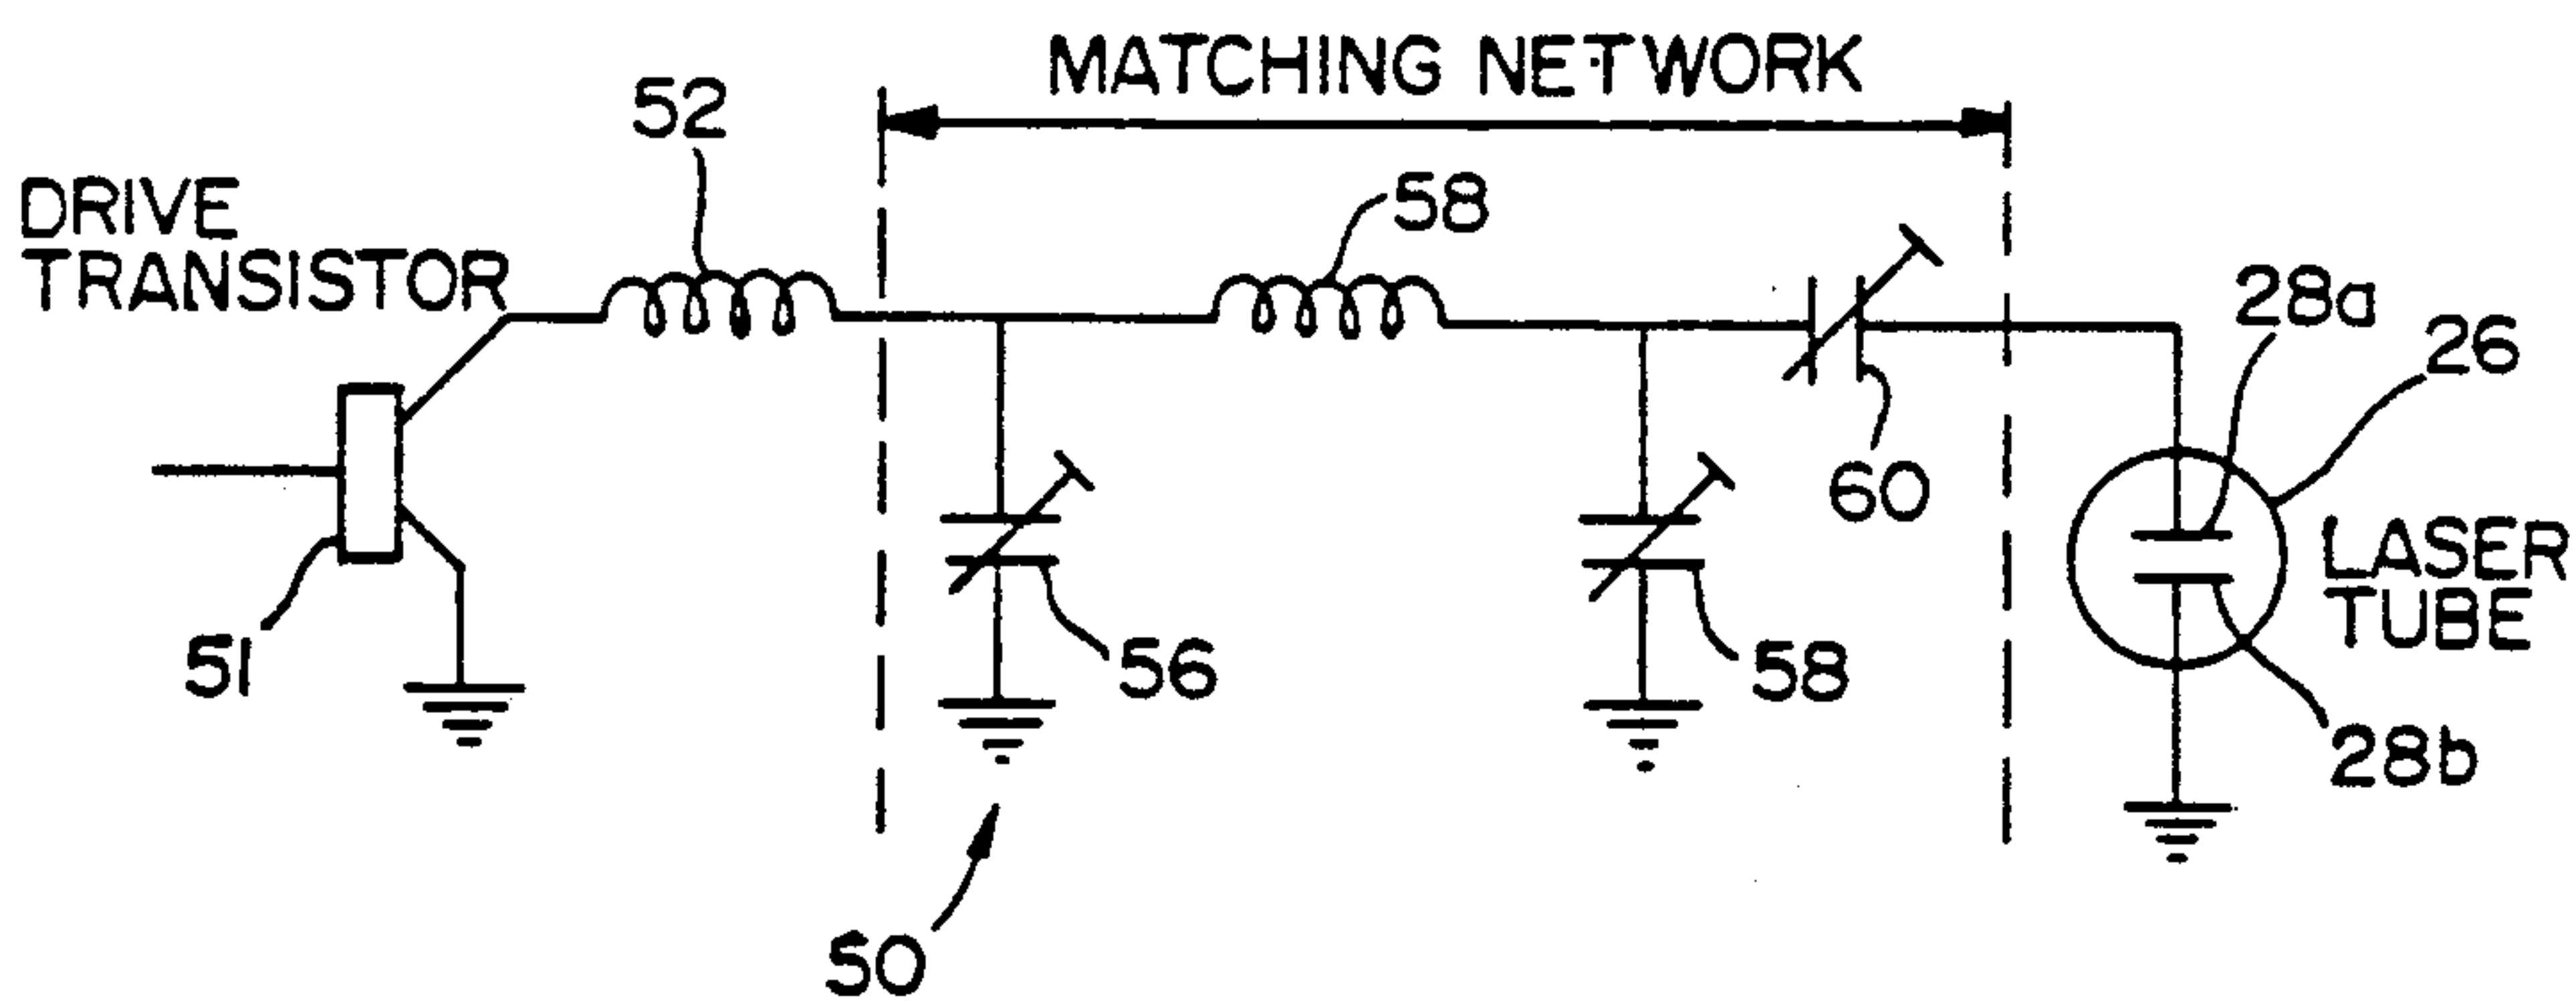 MATCHING NETWORK
52
DRIVE
TRANSISTOR
58
28a
26
60
LASER
TUBE
51
56
58
28b
50